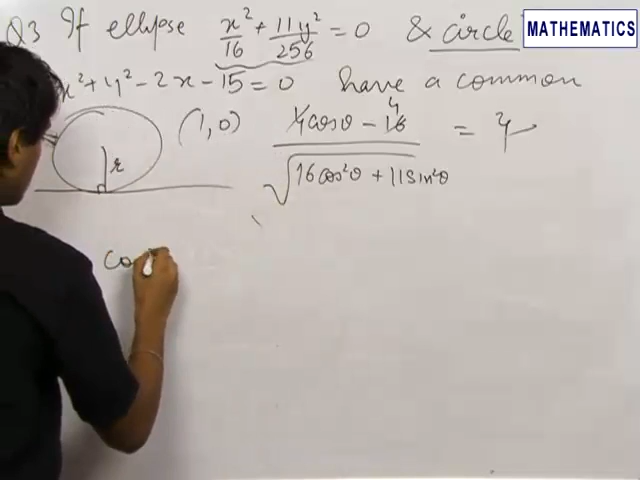 Q3 If ellipse x²/16 + 11y²/256 = 0 & circle
MATHEMATICS
x² + y² - 2x - 15 = 0 have a common
(1,0) (4cosθ - 16 4) / √(16cos²θ + 11sin²θ) = 4
r
Co